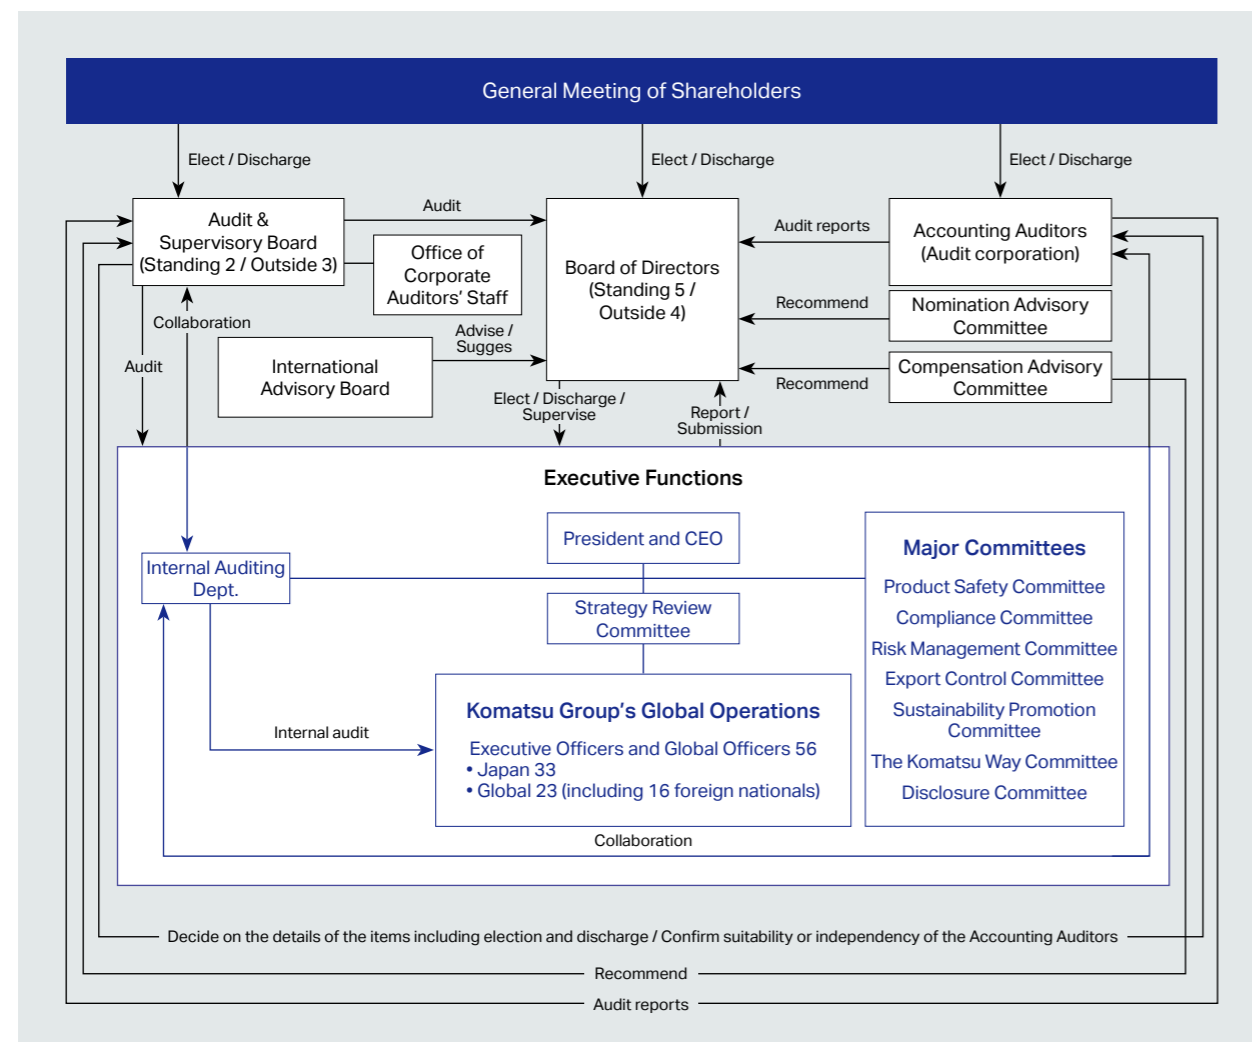 General Meeting of Shareholders
Elect / Discharge
Elect / Discharge
Elect / Discharge
Audit &
Supervisory Board
(Standing 2 / Outside 3)
Audit
Office of
Corporate
Auditors' Staff
Board of Directors
(Standing 5 /
Outside 4)
Audit reports
Accounting Auditors
(Audit corporation)
Recommend
Nomination Advisory
Committee
Collaboration
Audit
International
Advisory Board
Advise /
Sugges
Recommend
Compensation Advisory
Committee
Elect / Discharge /
Supervise
Report /
Submission
Executive Functions
President and CEO
Internal Auditing
Dept.
Strategy Review
Committee
Major Committees
Product Safety Committee
Compliance Committee
Risk Management Committee
Export Control Committee
Sustainability Promotion
Committee
The Komatsu Way Committee
Disclosure Committee
Internal audit
Komatsu Group's Global Operations
Executive Officers and Global Officers 56
• Japan 33
• Global 23 (including 16 foreign nationals)
Collaboration
Decide on the details of the items including election and discharge / Confirm suitability or independency of the Accounting Auditors
Recommend
Audit reports